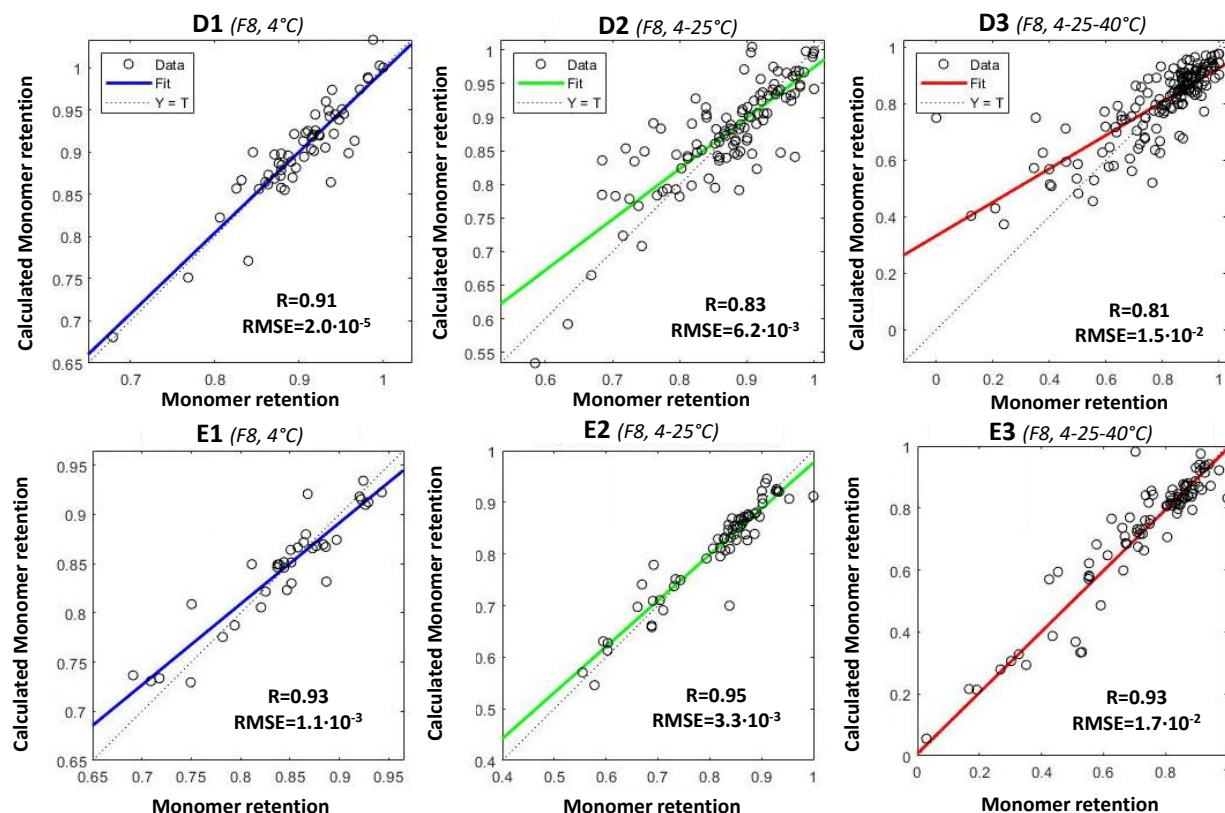 D1 (F8, 4°C)
Data
Fit
Y = T
1
0.95
0.9
0.85
0.8
0.75
0.7
0.65
0.7
0.8
0.9
1
R=0.91
RMSE=2.0·10-5
Calculated Monomer retention
Monomer retention
D2 (F8, 4-25°C)
Data
Fit
Y = T
1
0.95
0.9
0.85
0.8
0.75
0.7
0.65
0.6
0.55
0.6
0.7
0.8
0.9
1
R=0.83
RMSE=6.2·10-3
Calculated Monomer retention
Monomer retention
D3 (F8, 4-25-40°C)
Data
Fit
Y = T
1
0.8
0.6
0.4
0.2
0
0
0.2
0.4
0.6
0.8
1
R=0.81
RMSE=1.5·10-2
Calculated Monomer retention
Monomer retention
E1 (F8, 4°C)
0.95
0.9
0.85
0.8
0.75
0.7
0.65
0.65
0.7
0.75
0.8
0.85
0.9
0.95
R=0.93
RMSE=1.1·10-3
Calculated Monomer retention
Monomer retention
E2 (F8, 4-25°C)
1
0.9
0.8
0.7
0.6
0.5
0.4
0.4
0.5
0.6
0.7
0.8
0.9
1
R=0.95
RMSE=3.3·10-3
Calculated Monomer retention
Monomer retention
E3 (F8, 4-25-40°C)
1
0.8
0.6
0.4
0.2
0
0
0.2
0.4
0.6
0.8
1
R=0.93
RMSE=1.7·10-2
Calculated Monomer retention
Monomer retention